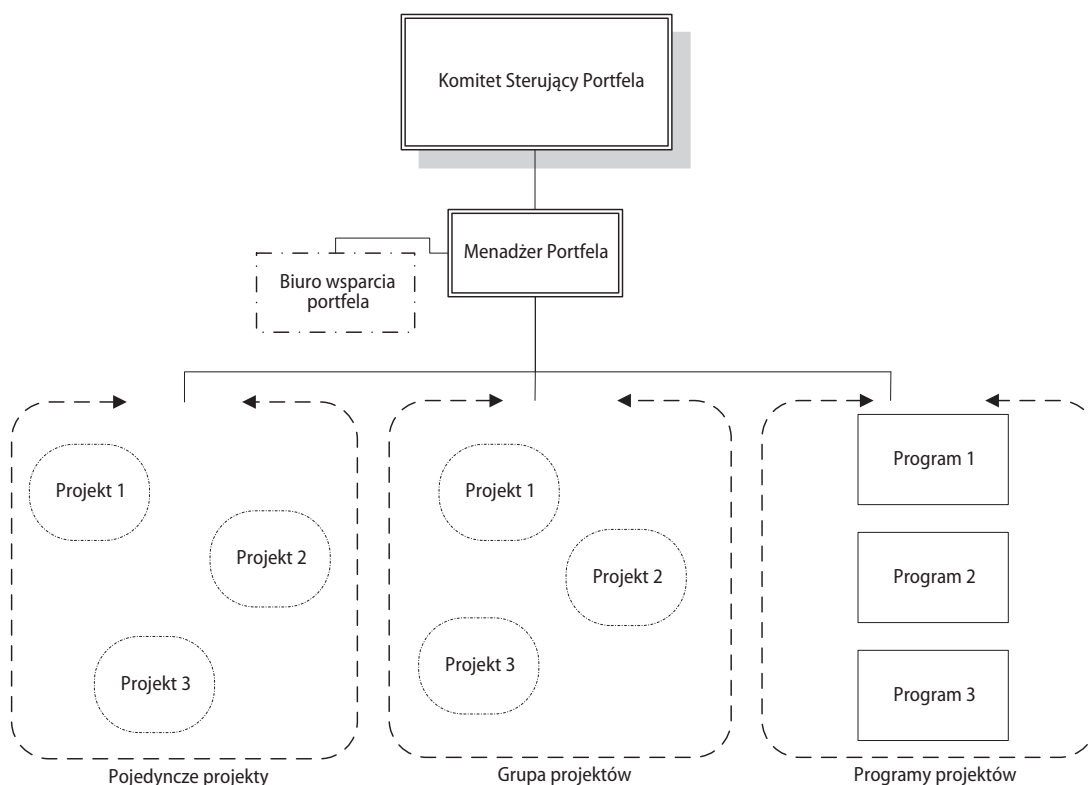 Komitet Sterujący Portfela
Menadżer Portfela
Biuro wsparcia
portfela
Projekt 1
Projekt 2
Projekt 3
Pojedyncze projekty
Projekt 1
Projekt 2
Projekt 3
Grupa projektów
Program 1
Program 2
Program 3
Programy projektów